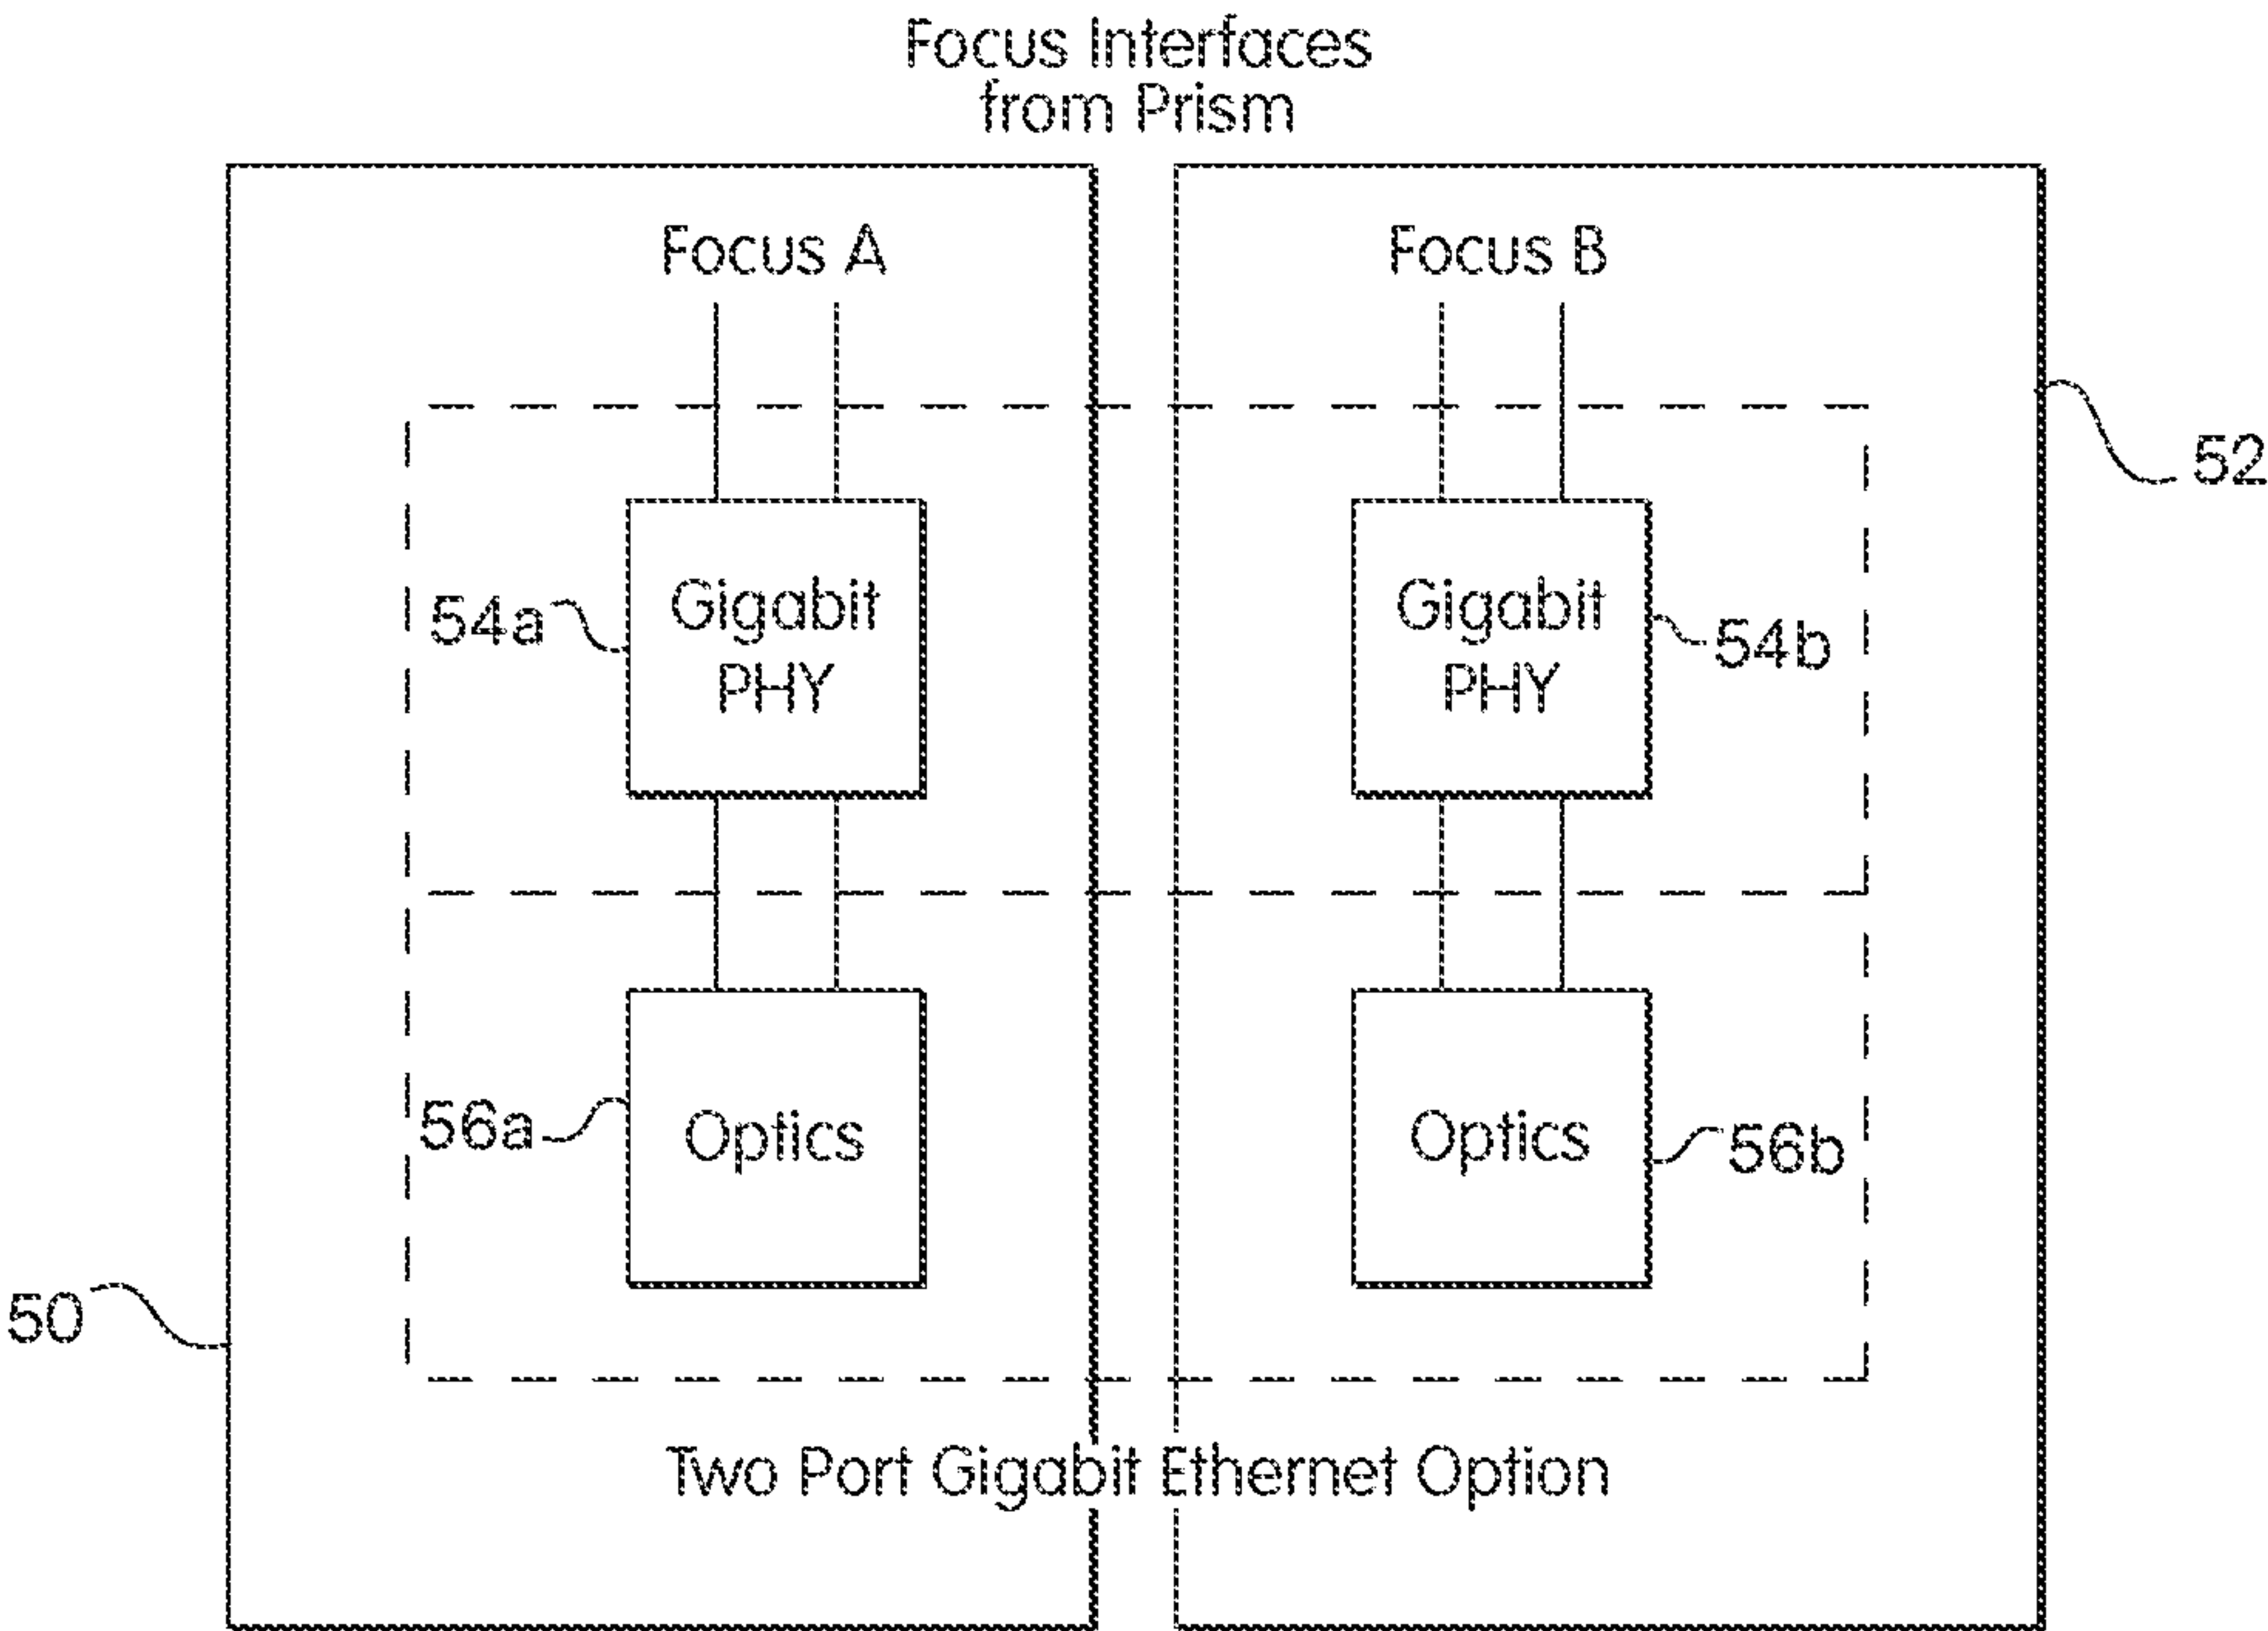 Focus Interfaces
from Prism
Focus A
Focus B
52
54a
Gigabit
PHY
Gigabit
PHY
54b
56a
Optics
Optics
56b
50
Two Port Gigabit Ethernet Option